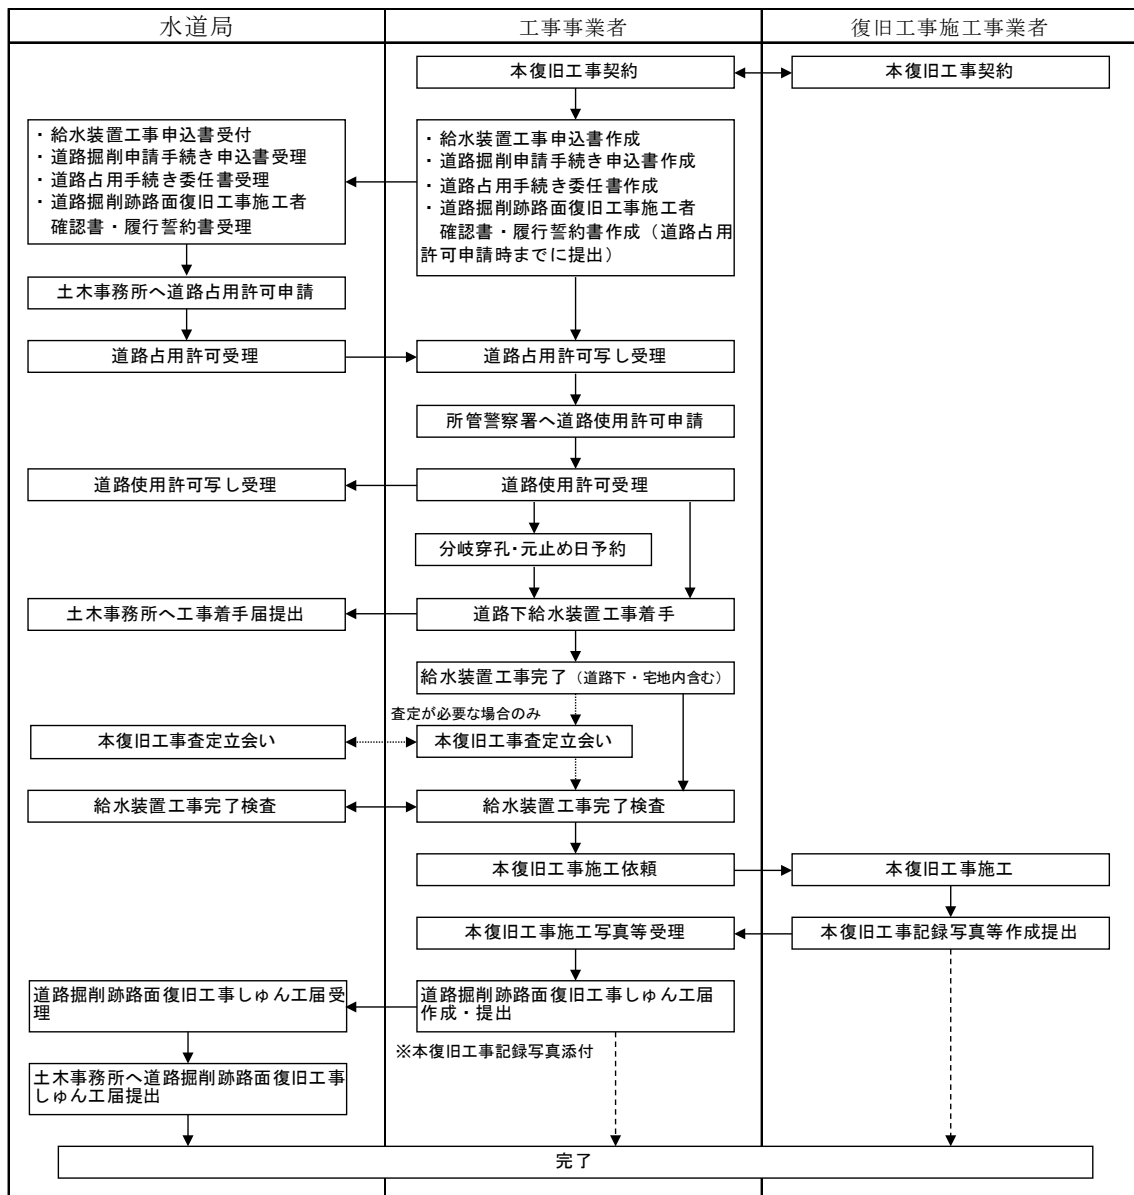 水道局
工事事業者
復旧工事施工事業者
本復旧工事契約
本復旧工事契約
・給水装置工事申込書受付
・道路掘削申請手続き申込書受理
・道路占用手続き委任書受理
・道路掘削跡路面復旧工事施工者
確認書・履行誓約書受理
・給水装置工事申込書作成
・道路掘削申請手続き申込書作成
・道路占用手続き委任書作成
・道路掘削跡路面復旧工事施工者
確認書・履行誓約書作成（道路占用
許可申請時までに提出）
土木事務所へ道路占用許可申請
道路占用許可受理
道路占用許可写し受理
所管警察署へ道路使用許可申請
道路使用許可写し受理
道路使用許可受理
分岐穿孔・元止め日予約
土木事務所へ工事着手届提出
道路下給水装置工事着手
給水装置工事完了（道路下・宅地内含む）
査定が必要な場合のみ
本復旧工事査定立会い
本復旧工事査定立会い
給水装置工事完了検査
給水装置工事完了検査
本復旧工事施工依頼
本復旧工事施工
本復旧工事施工写真等受理
本復旧工事記録写真等作成提出
道路掘削跡路面復旧工事しゅん工届受
理
道路掘削跡路面復旧工事しゅん工届
作成・提出
※本復旧工事記録写真添付
土木事務所へ道路掘削跡路面復旧工事
しゅん工届提出
完了